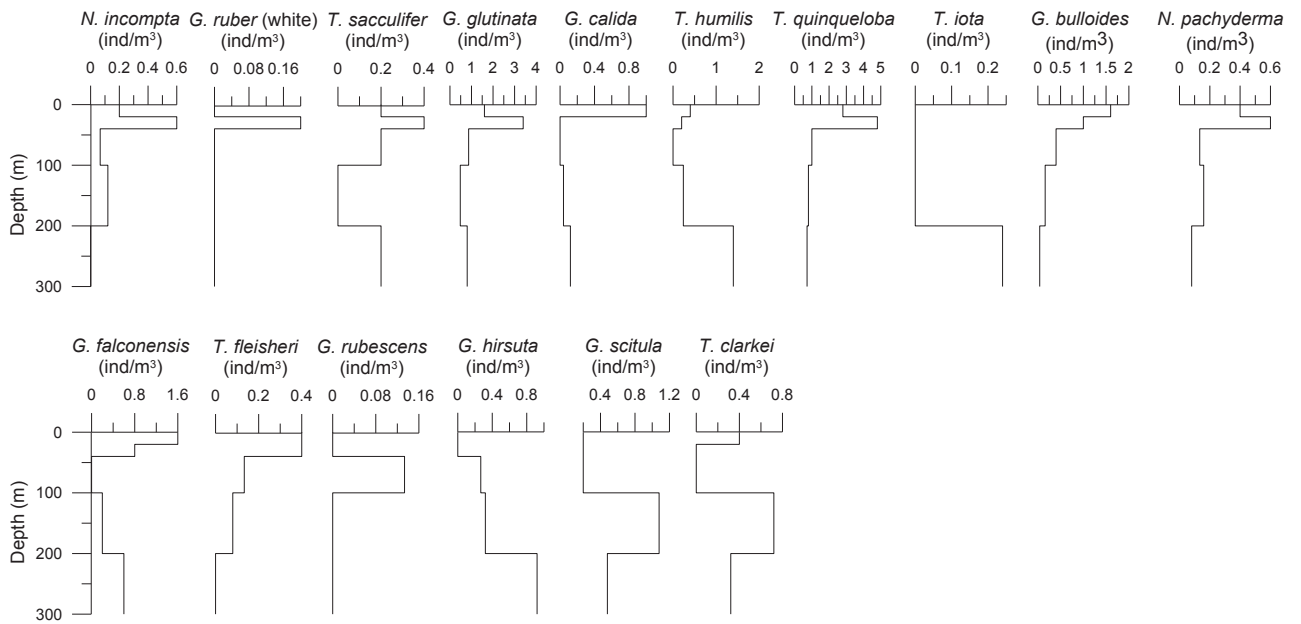 N. incompta G. ruber (white) T. sacculifer G. glutinata G. calida T. humilis T. quinqueloba T. iota G. bulloides N. pachyderma
(ind/m³) (ind/m³) (ind/m³) (ind/m³) (ind/m³) (ind/m³) (ind/m³) (ind/m³) (ind/m3) (ind/m3)
0 0.2 0.4 0.6 0 0.08 0.16 0 0.2 0.4 0 1 2 3 4 0 0.4 0.8 0 1 2 0 1 2 3 4 5 0 0.1 0.2 0 0.5 1 1.5 2 0 0.2 0.4 0.6
0
100
200
300
Depth (m)
G. falconensis T. fleisheri G. rubescens G. hirsuta G. scitula T. clarkei
(ind/m³) (ind/m³) (ind/m³) (ind/m³) (ind/m³) (ind/m³)
0 0.8 1.6 0 0.2 0.4 0 0.08 0.16 0 0.4 0.8 0.4 0.8 1.2 0 0.4 0.8
0
100
200
300
Depth (m)